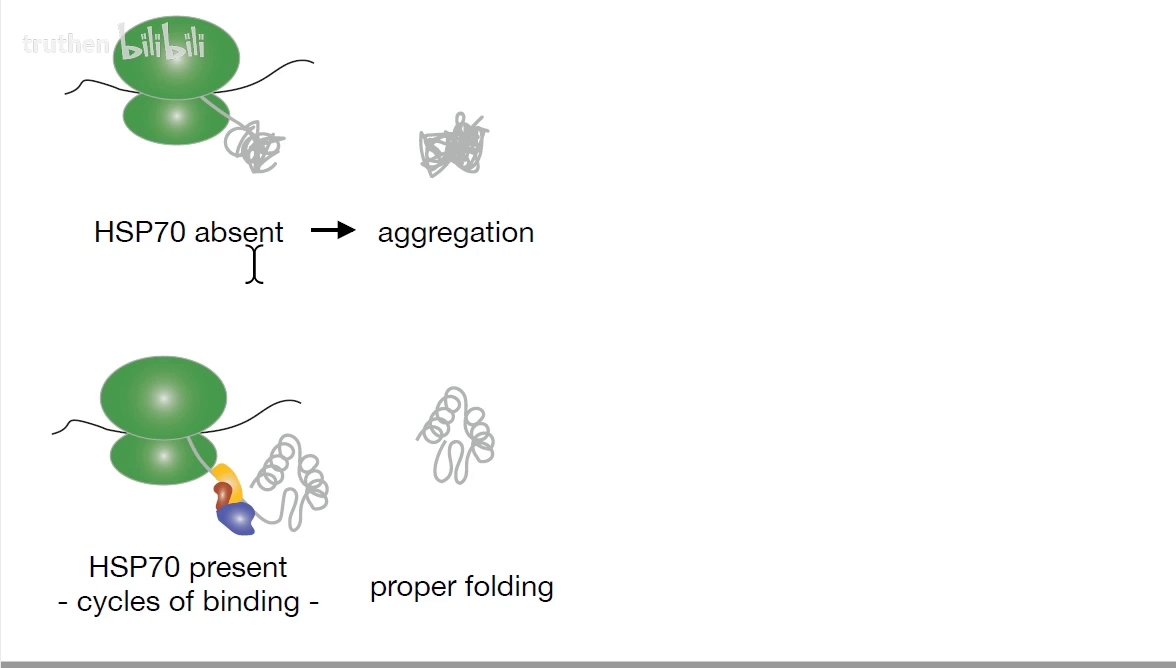 truthen bilibili
HSP70 absent
aggregation
HSP70 present
- cycles of binding -
proper folding